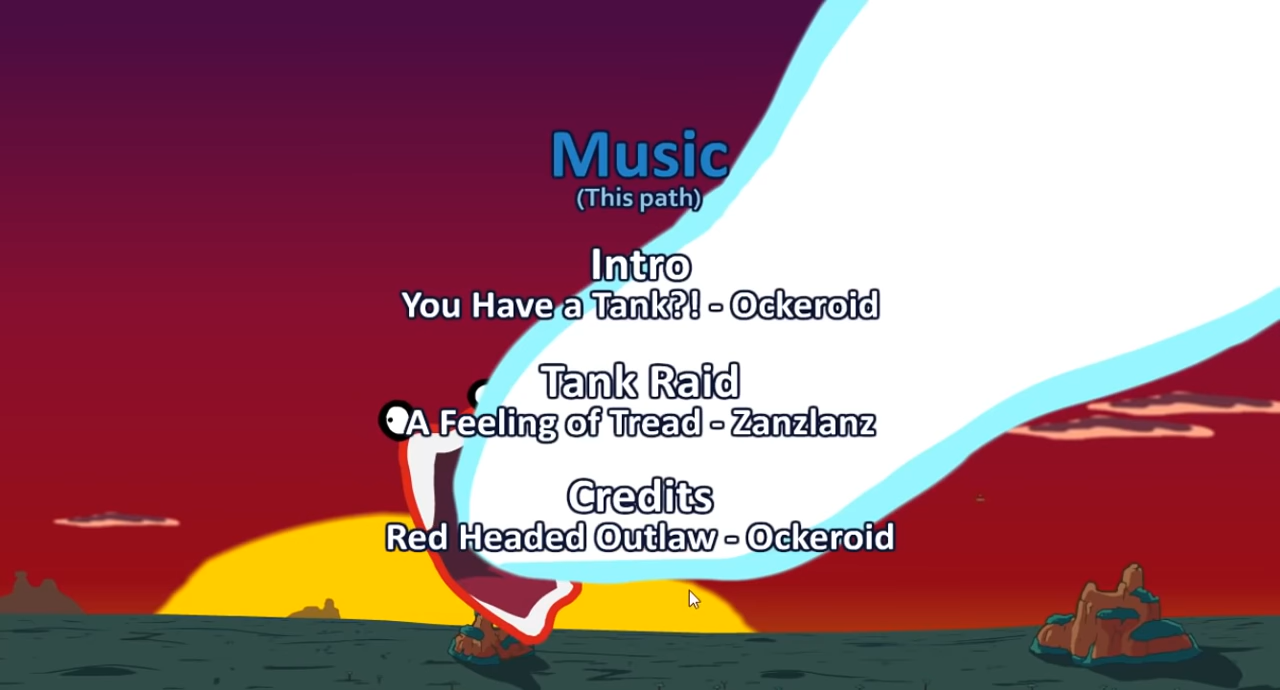 Music
(This path)
Intro
You Have a Tank?! - Ockeroid
Tank Raid
A Feeling of Tread - Zanzlanz
Credits
Red Headed Outlaw - Ockeroid